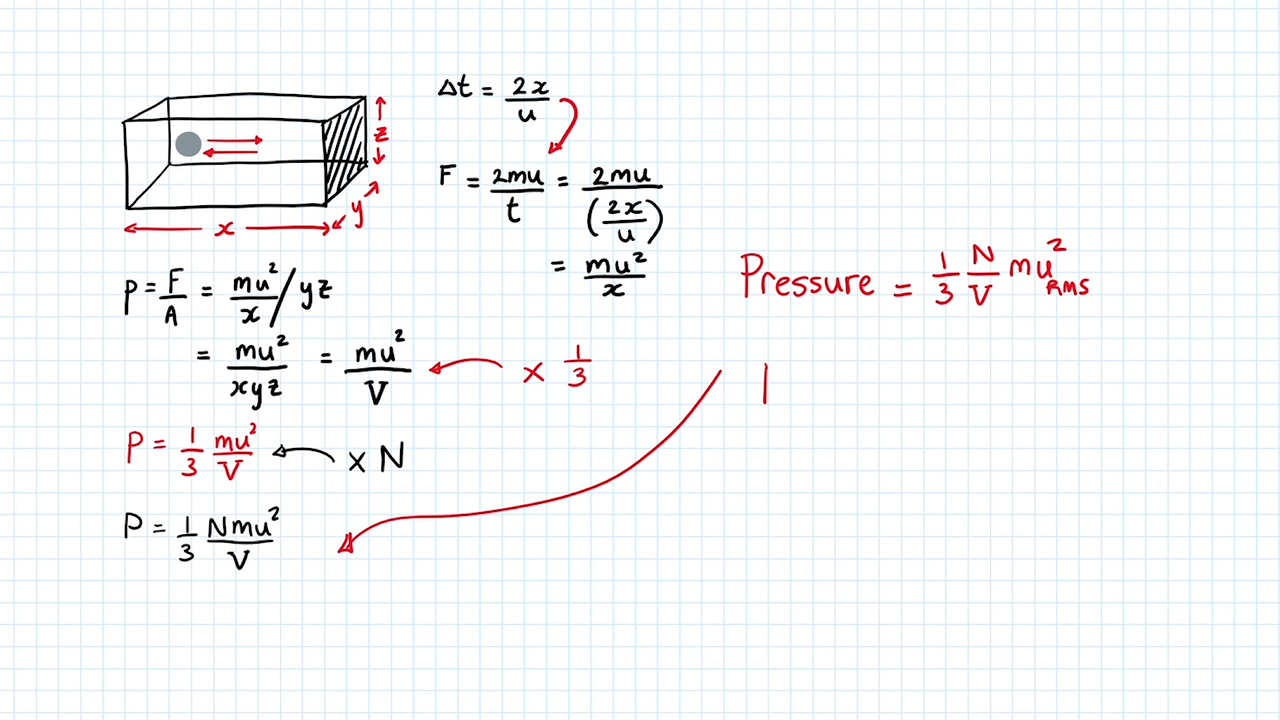 Δt = 2x/u
F = 2mu/t = 2mu/(2x/u)
= mu²/x
z
y
x
P = F/A = mu²/x / yz
= mu²/xyz = mu²/V
x 1/3
P = 1/3 mu²/V
x N
P = 1/3 Nmu²/V
Pressure = 1/3 N/V mu²RMS